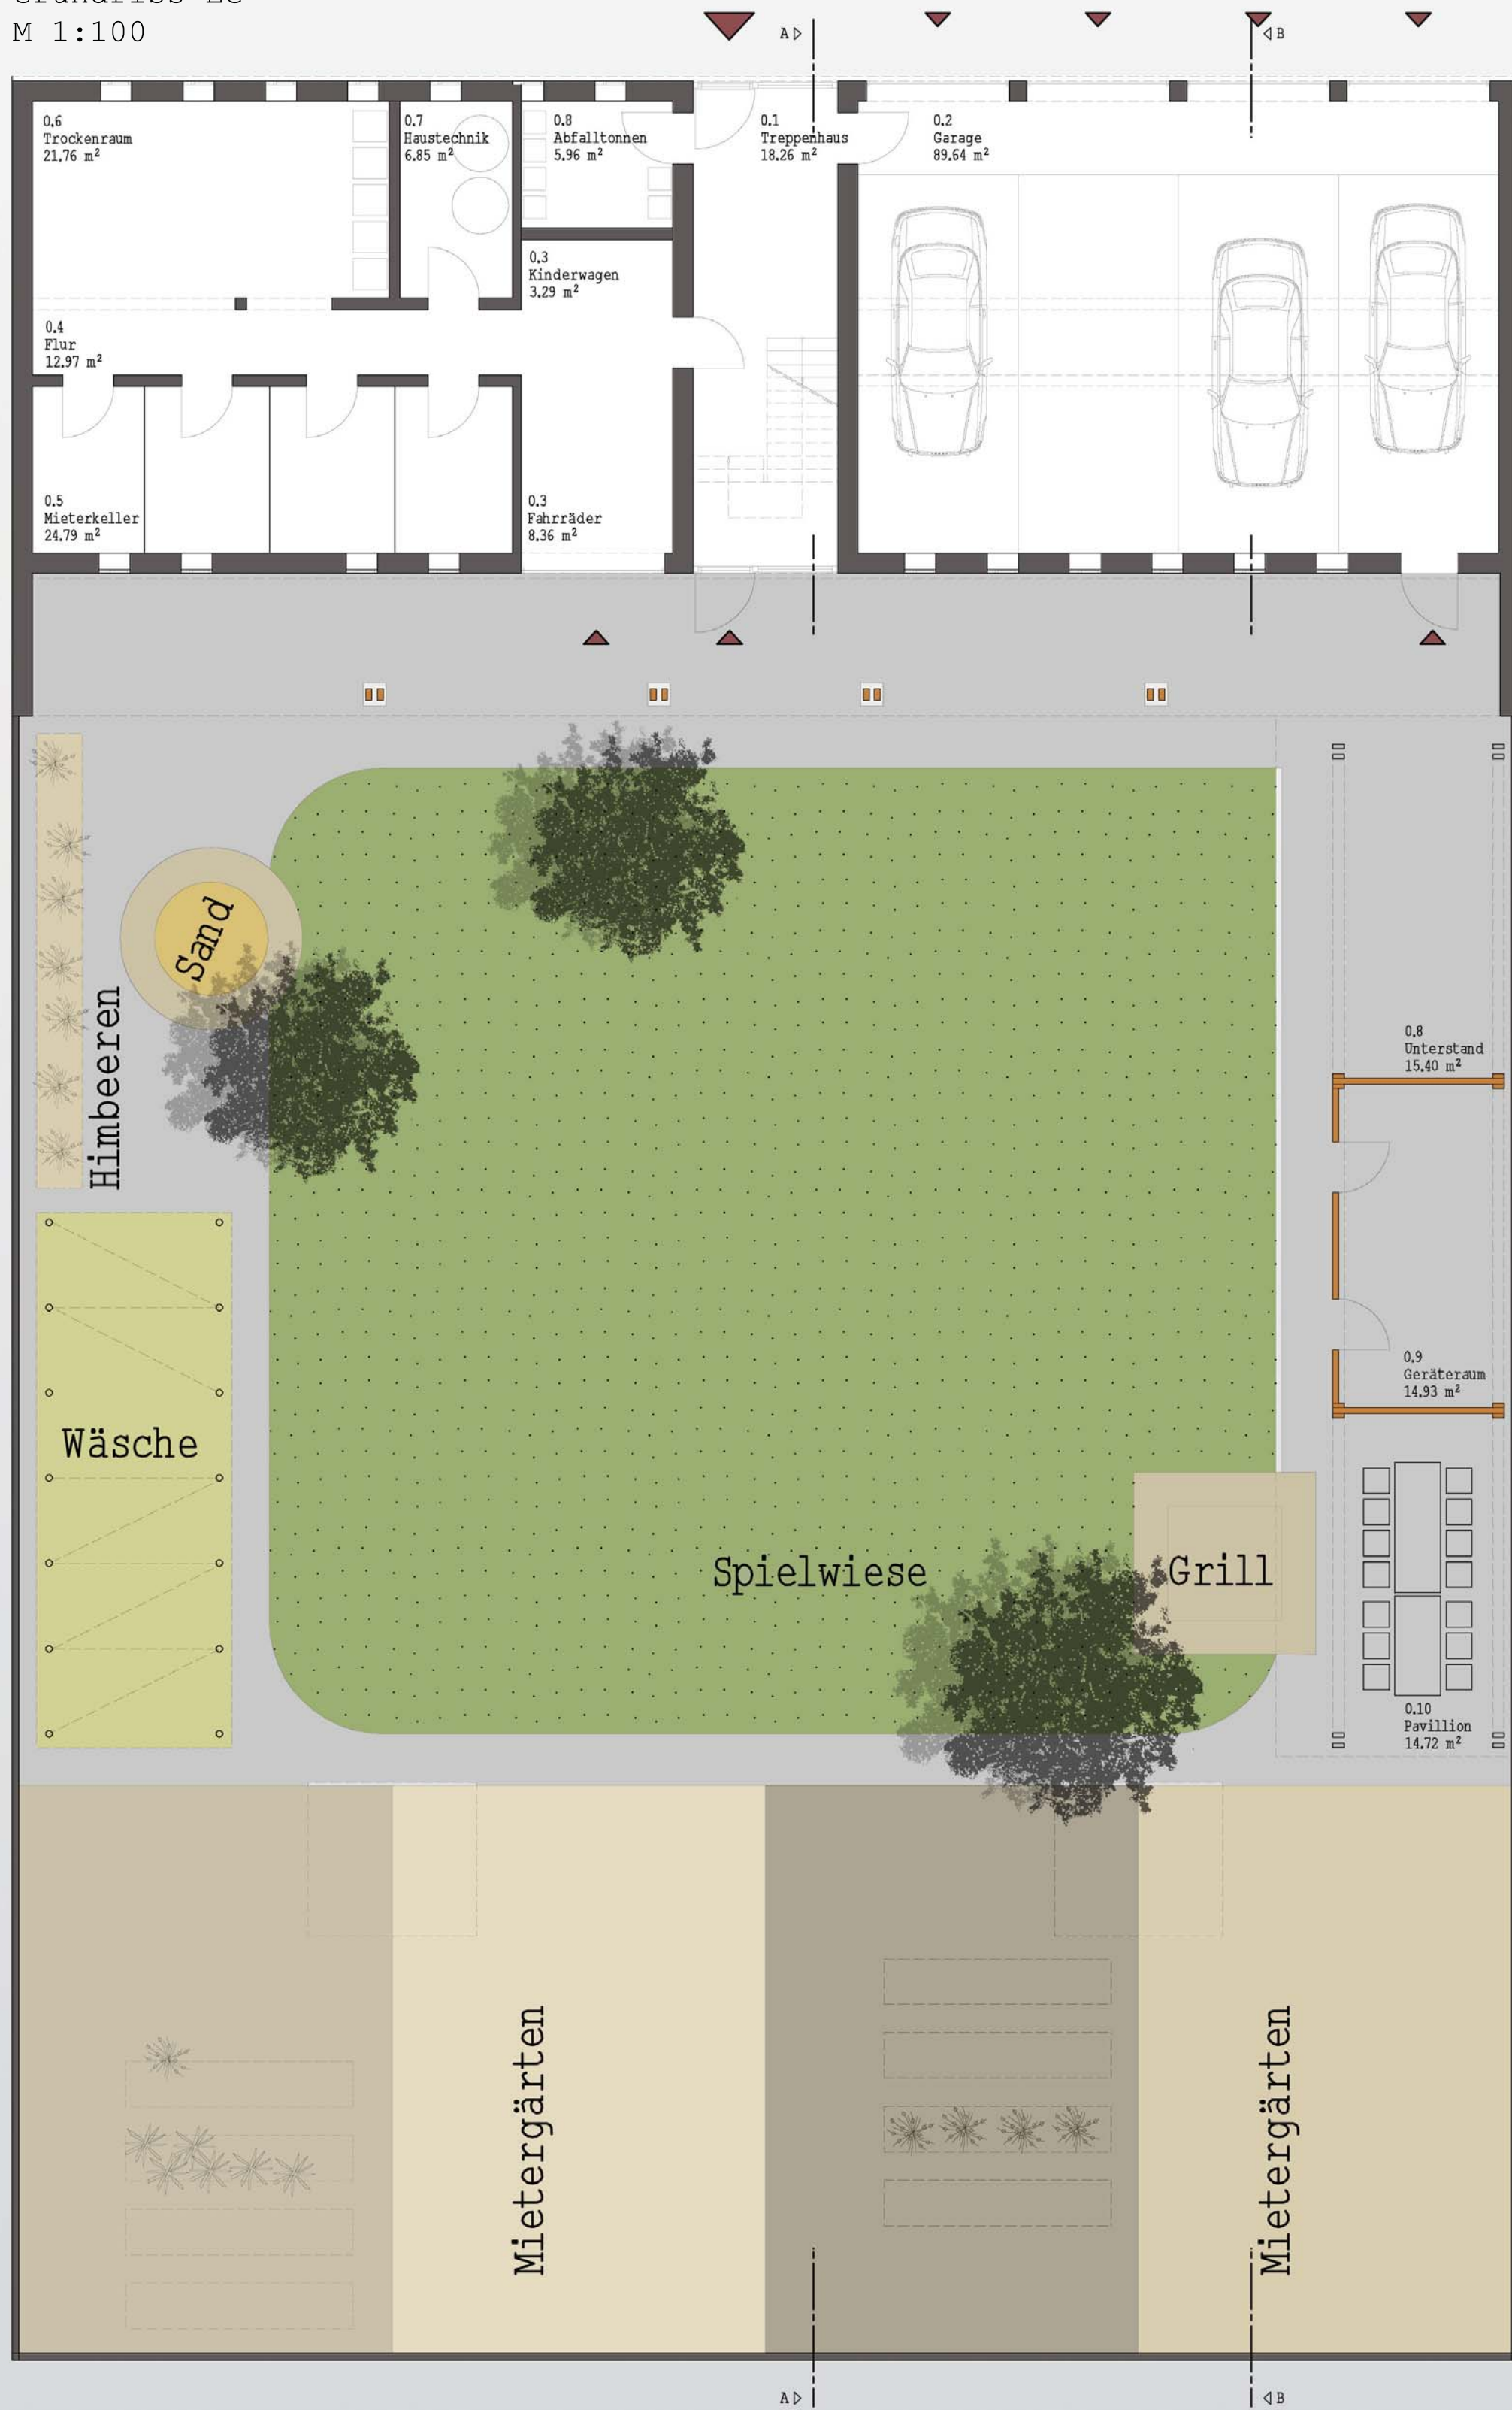 M 1:100
A
B
0.6
Trockenraum
21.76 m²
0.7
Haustechnik
6.85 m²
0.8
Abfalltonnen
5.96 m²
0.1
Treppenhaus
18.26 m²
0.2
Garage
89.64 m²
0.3
Kinderwagen
3.29 m²
0.4
Flur
12.97 m²
0.5
Mieterkeller
24.79 m²
0.3
Fahrräder
8.36 m²
Sand
Himbeeren
0.8
Unterstand
15.40 m²
0.9
Geräteraum
14.93 m²
Wäsche
Spielwiese
Grill
0.10
Pavillion
14.72 m²
Mietergärten
Mietergärten
A
B